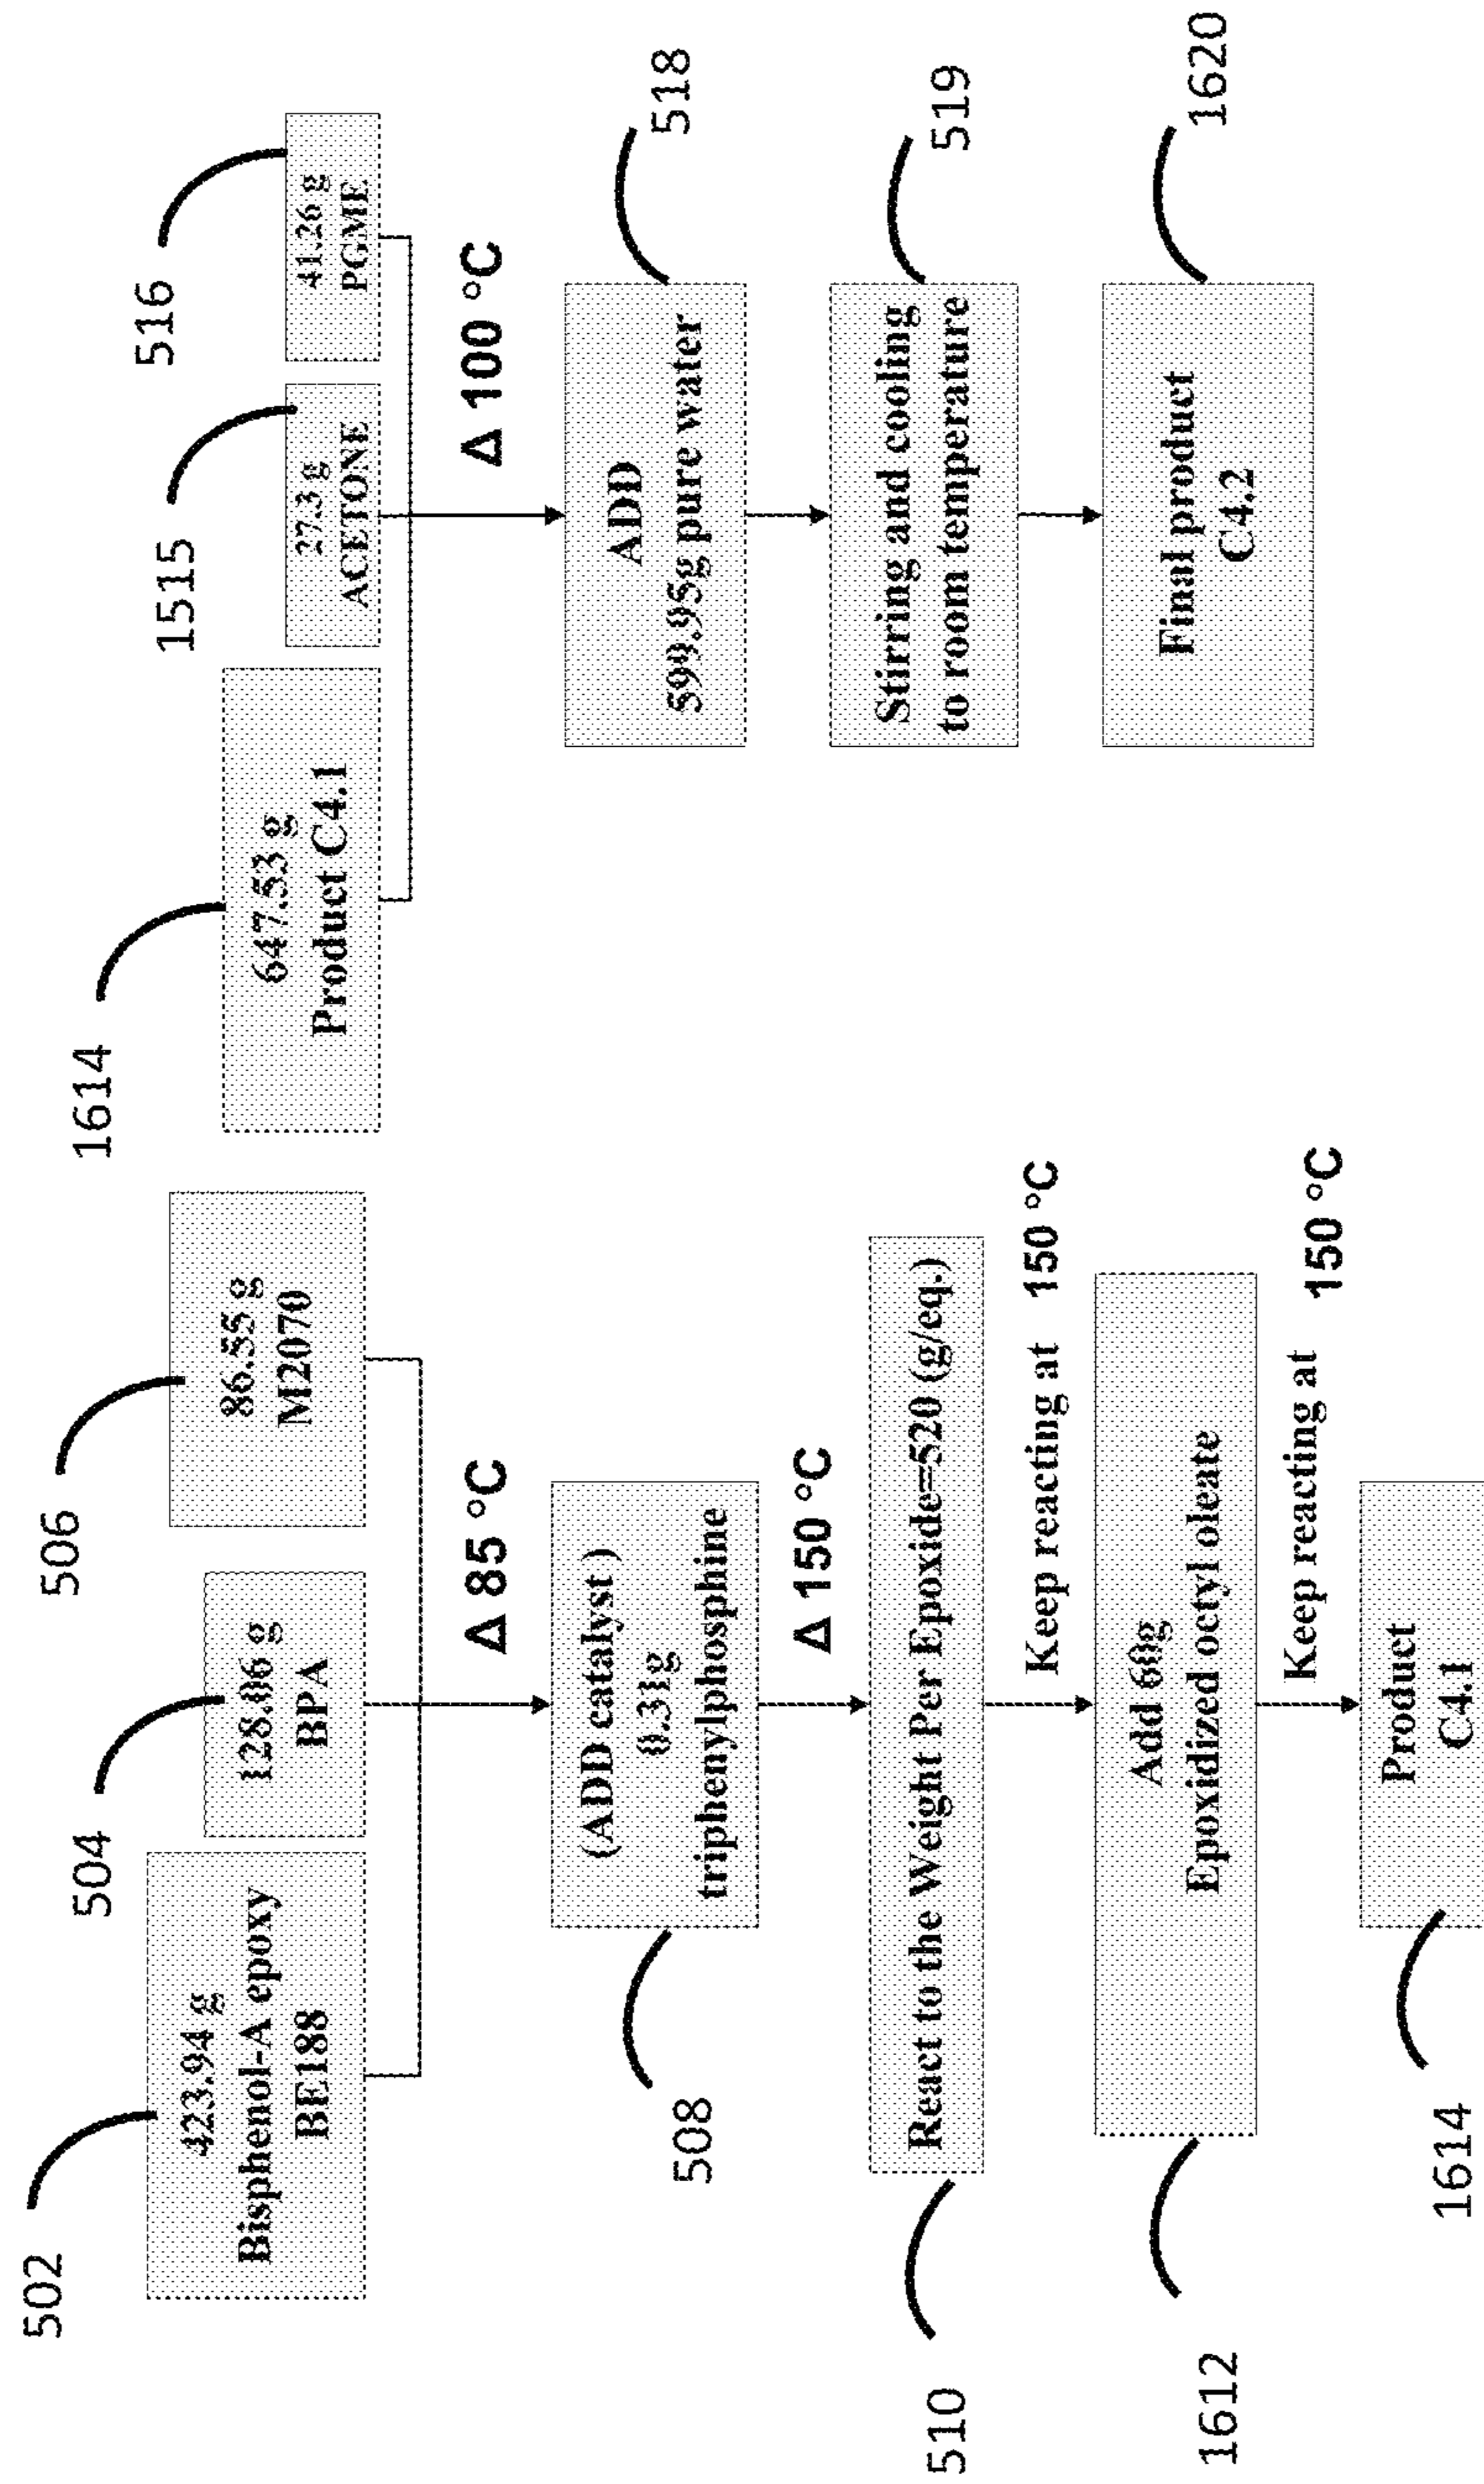 502
423.94 g
Bisphenol-A epoxy
BE188
504
128.06 g
BPA
506
86.55 g
M2070
Δ 85 °C
508
(ADD catalyst )
0.31g
triphenylphosphine
Δ 150 °C
510
React to the Weight Per Epoxide=520 (g/eq.)
Keep reacting at 150 °C
1612
Add 60g
Epoxidized octyl oleate
Keep reacting at 150 °C
1614
Product
C4.1
1614
647.53 g
Product C4.1
1515
27.3 g
ACETONE
516
41.26 g
PGME
Δ 100 °C
518
ADD
599.95g pure water
519
Stirring and cooling
to room temperature
1620
Final product
C4.2